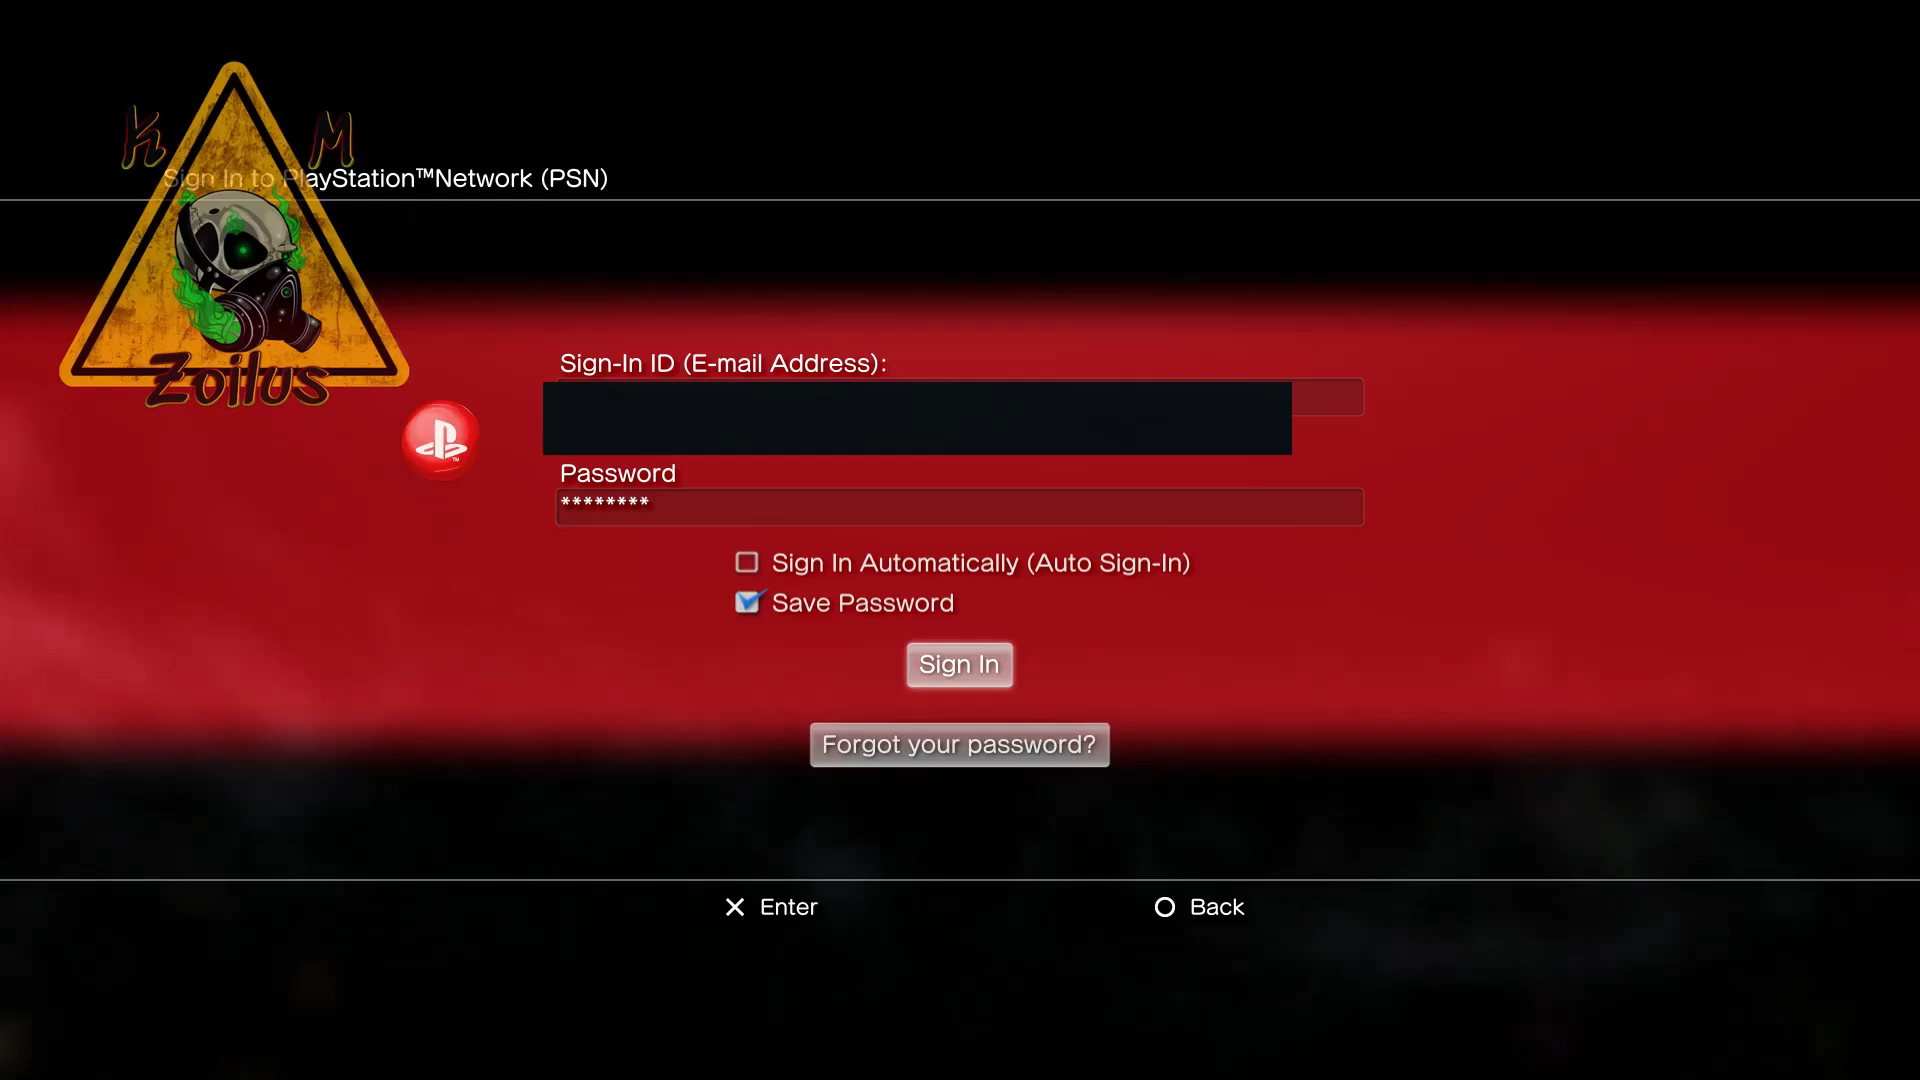 K M
Sign In to PlayStation™Network (PSN)
Zoilus
Sign-In ID (E-mail Address):
Password
********
Sign In Automatically (Auto Sign-In)
Save Password
Sign In
Forgot your password?
Enter
Back